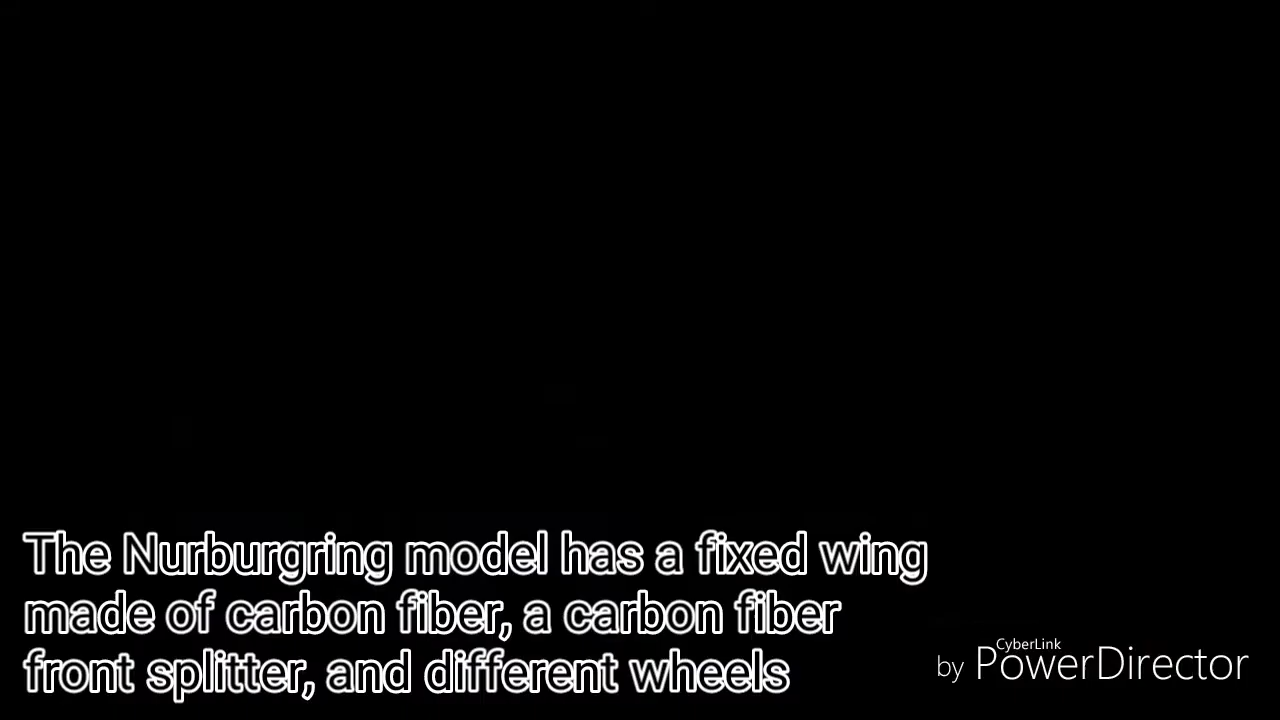 The Nurburgring model has a fixed wing
made of carbon fiber, a carbon fiber
front splitter, and different wheels
CyberLink
by PowerDirector